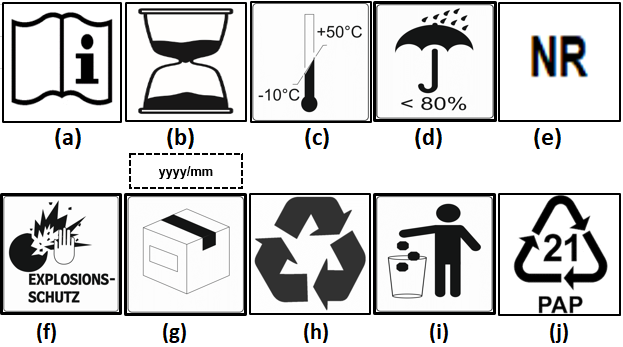 i
+50°C
-10°C
< 80%
NR
(a) (b) (c) (d) (e)
yyyy/mm
EXPLOSIONS-
SCHUTZ
21
PAP
(f) (g) (h) (i) (j)